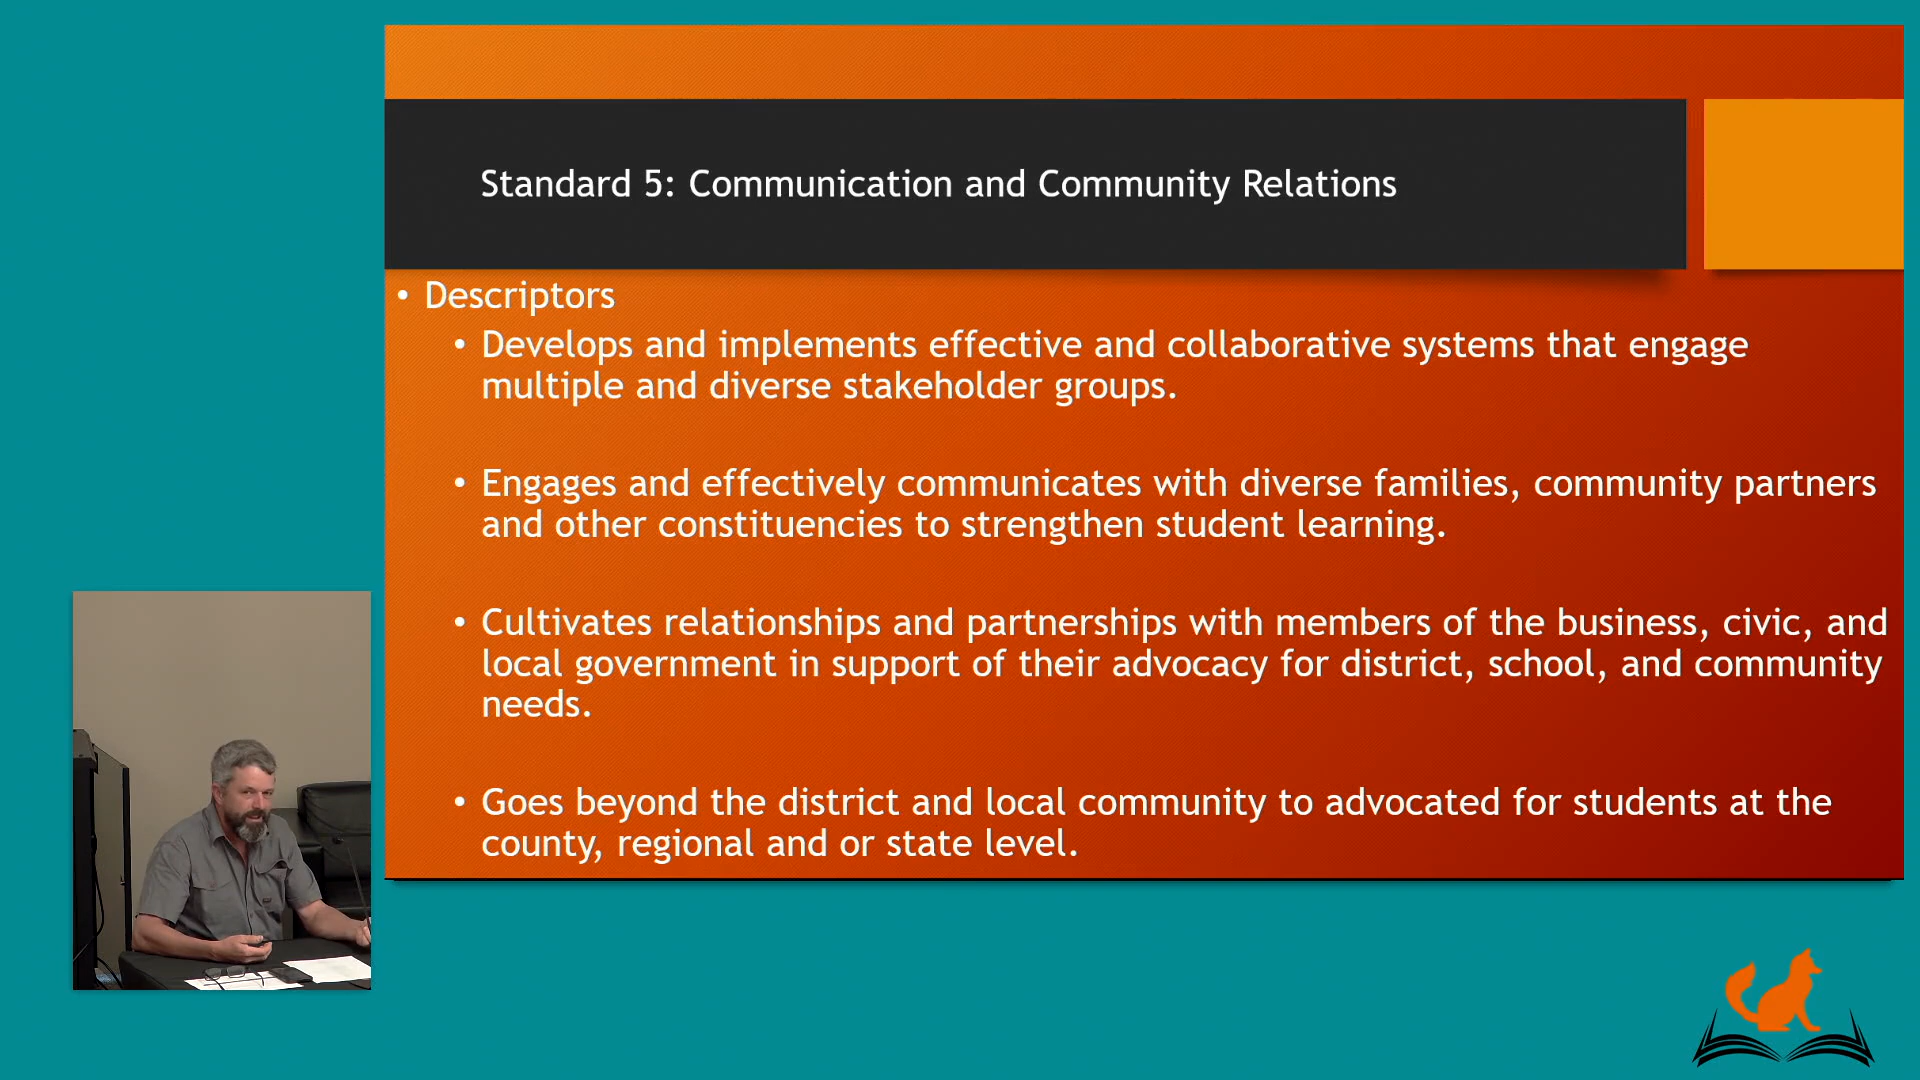 Standard 5: Communication and Community Relations
• Descriptors
• Develops and implements effective and collaborative systems that engage
multiple and diverse stakeholder groups.
• Engages and effectively communicates with diverse families, community partners
and other constituencies to strengthen student learning.
• Cultivates relationships and partnerships with members of the business, civic, and
local government in support of their advocacy for district, school, and community
needs.
• Goes beyond the district and local community to advocated for students at the
county, regional and or state level.